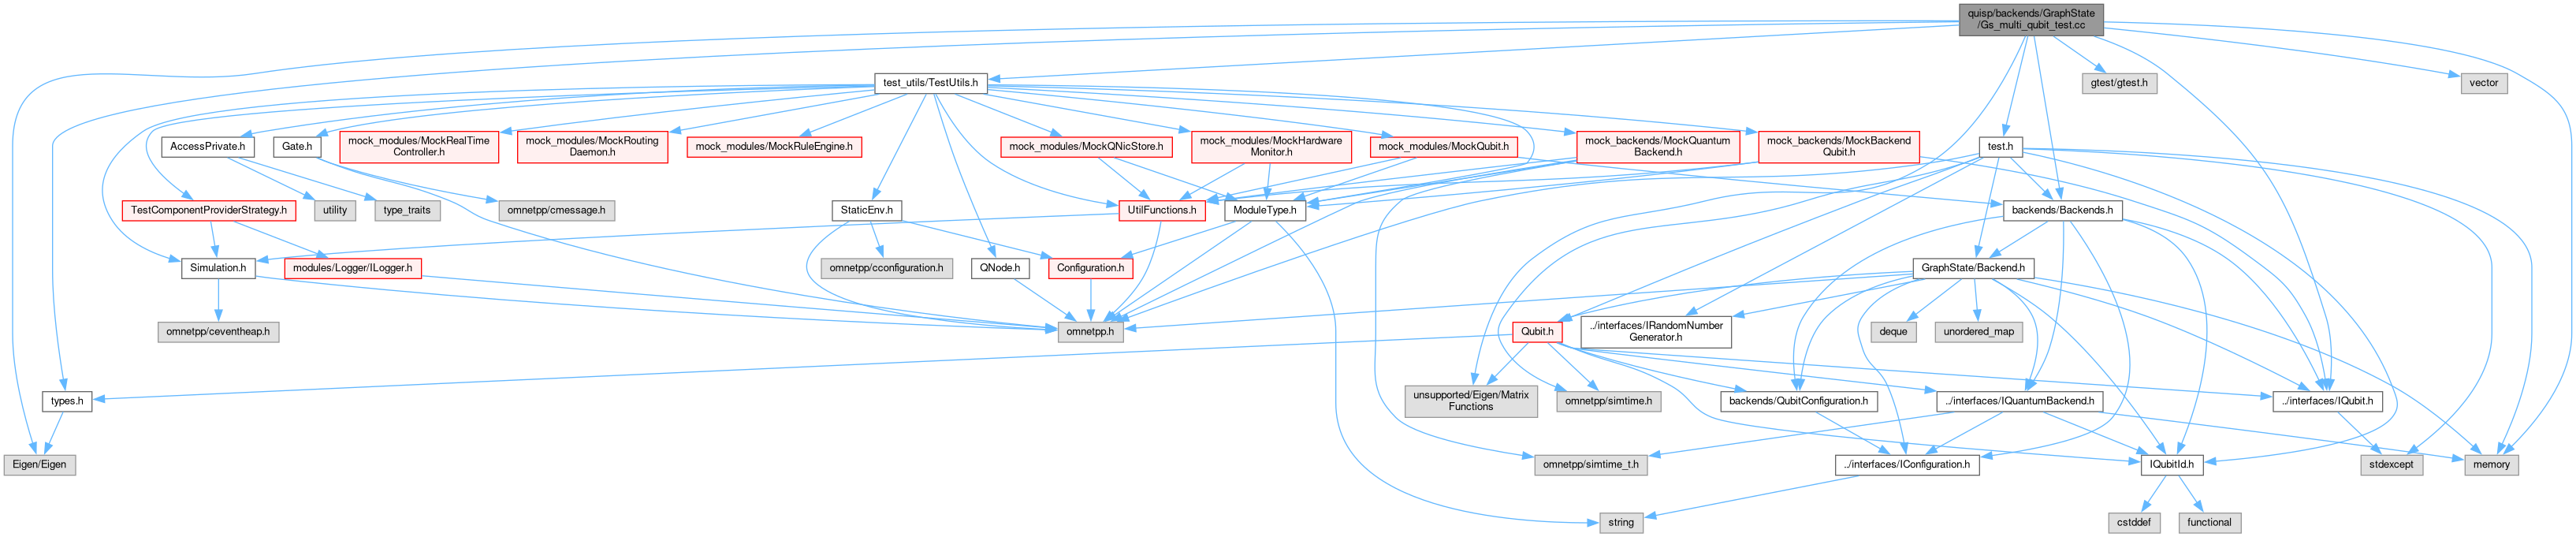 quisp/backends/GraphState
/Gs_multi_qubit_test.cc
test_utils/TestUtils.h
gtest/gtest.h
vector
AccessPrivate.h
Gate.h
mock_modules/MockRealTime
Controller.h
mock_modules/MockRouting
Daemon.h
mock_modules/MockRuleEngine.h
mock_modules/MockQNicStore.h
mock_modules/MockHardware
Monitor.h
mock_modules/MockQubit.h
mock_backends/MockQuantum
Backend.h
mock_backends/MockBackend
Qubit.h
test.h
TestComponentProviderStrategy.h
utility
type_traits
omnetpp/cmessage.h
StaticEnv.h
UtilFunctions.h
ModuleType.h
backends/Backends.h
Simulation.h
modules/Logger/ILogger.h
omnetpp/cconfiguration.h
QNode.h
Configuration.h
GraphState/Backend.h
omnetpp/ceventheap.h
omnetpp.h
Qubit.h
../interfaces/IRandomNumber
Generator.h
deque
unordered_map
types.h
unsupported/Eigen/Matrix
Functions
omnetpp/simtime.h
backends/QubitConfiguration.h
../interfaces/IQuantumBackend.h
../interfaces/IQubit.h
Eigen/Eigen
omnetpp/simtime_t.h
../interfaces/IConfiguration.h
IQubitId.h
stdexcept
memory
string
cstddef
functional